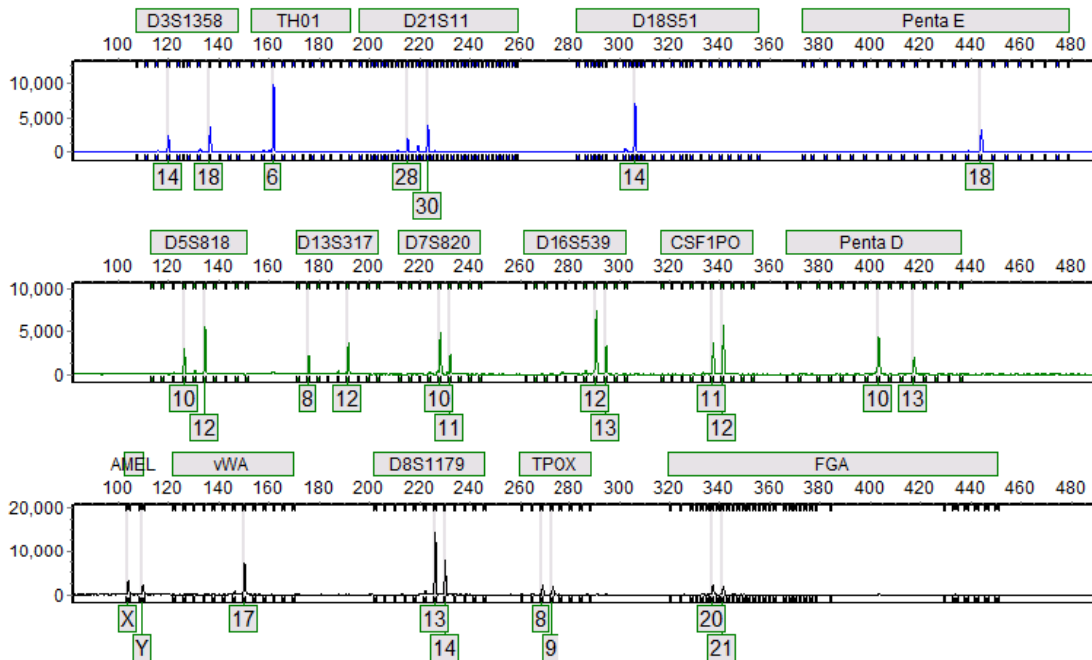 D3S1358 TH01 D21S11 D18S51 Penta E
100 120 140 160 180 200 220 240 260 280 300 320 340 360 380 400 420 440 460 480
10,000
5,000
0
14 18 6 28 14 18
30
D5S818 D13S317 D7S820 D16S539 CSF1PO Penta D
100 120 140 160 180 200 220 240 260 280 300 320 340 360 380 400 420 440 460 480
10,000
5,000
0
10 8 12 10 12 11 10 13
12 11 13 12
AMEL vWA D8S1179 TPOX FGA
100 120 140 160 180 200 220 240 260 280 300 320 340 360 380 400 420 440 460 480
20,000
10,000
0
X 17 13 8 20
Y 14 9 21